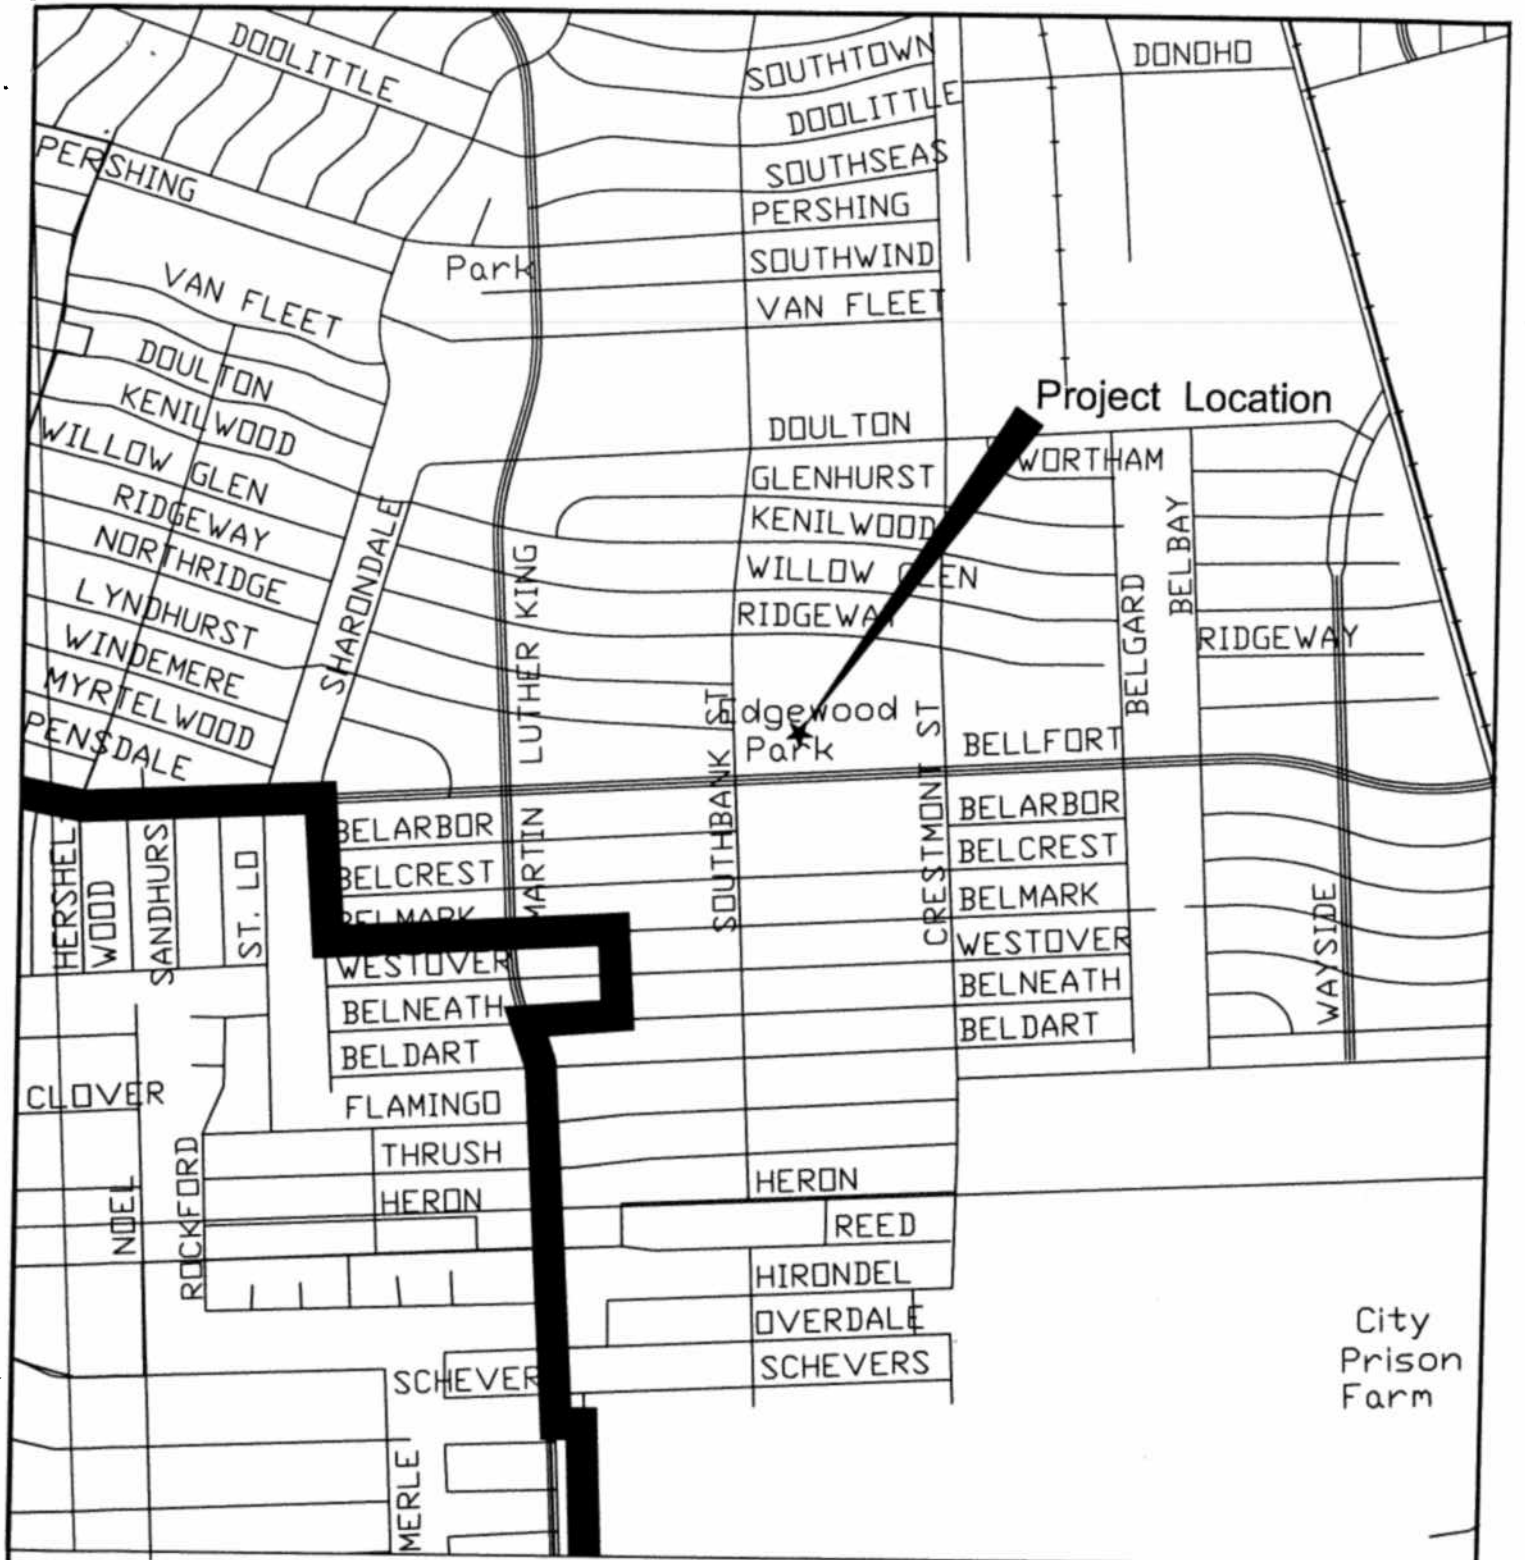 DOOLITTLE
SOUTHTOWN
DONOHO
DOOLITTLE
PERSHING
SOUTHSEAS
PERSHING
Park
SOUTHWIND
VAN FLEET
VAN FLEET
DOULTON
Project Location
KENILWOOD
DOULTON
WORTHAM
WILLOW GLEN
GLENHURST
RIDGEWAY
KENILWOOD
BELBAY
NORTHRIDGE
SHARONDALE
WILLOW GLEN
LYNDHURST
RIDGEWAY
BELGARD
RIDGEWAY
WINDEMERE
MARTIN LUTHER KING
MYRTELWOOD
SOUTHBANK ST
Edgewood
Park
CRESTMONT ST
PENSDALE
BELLFORT
BELARBOR
BELARBOR
HERSHEL
WOOD
SANDHURS
ST. LO
BELCREST
BELCREST
BELMARK
BELMARK
WAYSIDE
WESTOVER
WESTOVER
BELNEATH
BELNEATH
BELDART
BELDART
CLOVER
FLAMINGO
THRUSH
NOEL
ROCKFORD
HERON
HERON
REED
HIRONDEL
OVERDALE
City
Prison
Farm
SCHEVER
SCHEVERS
MERLE